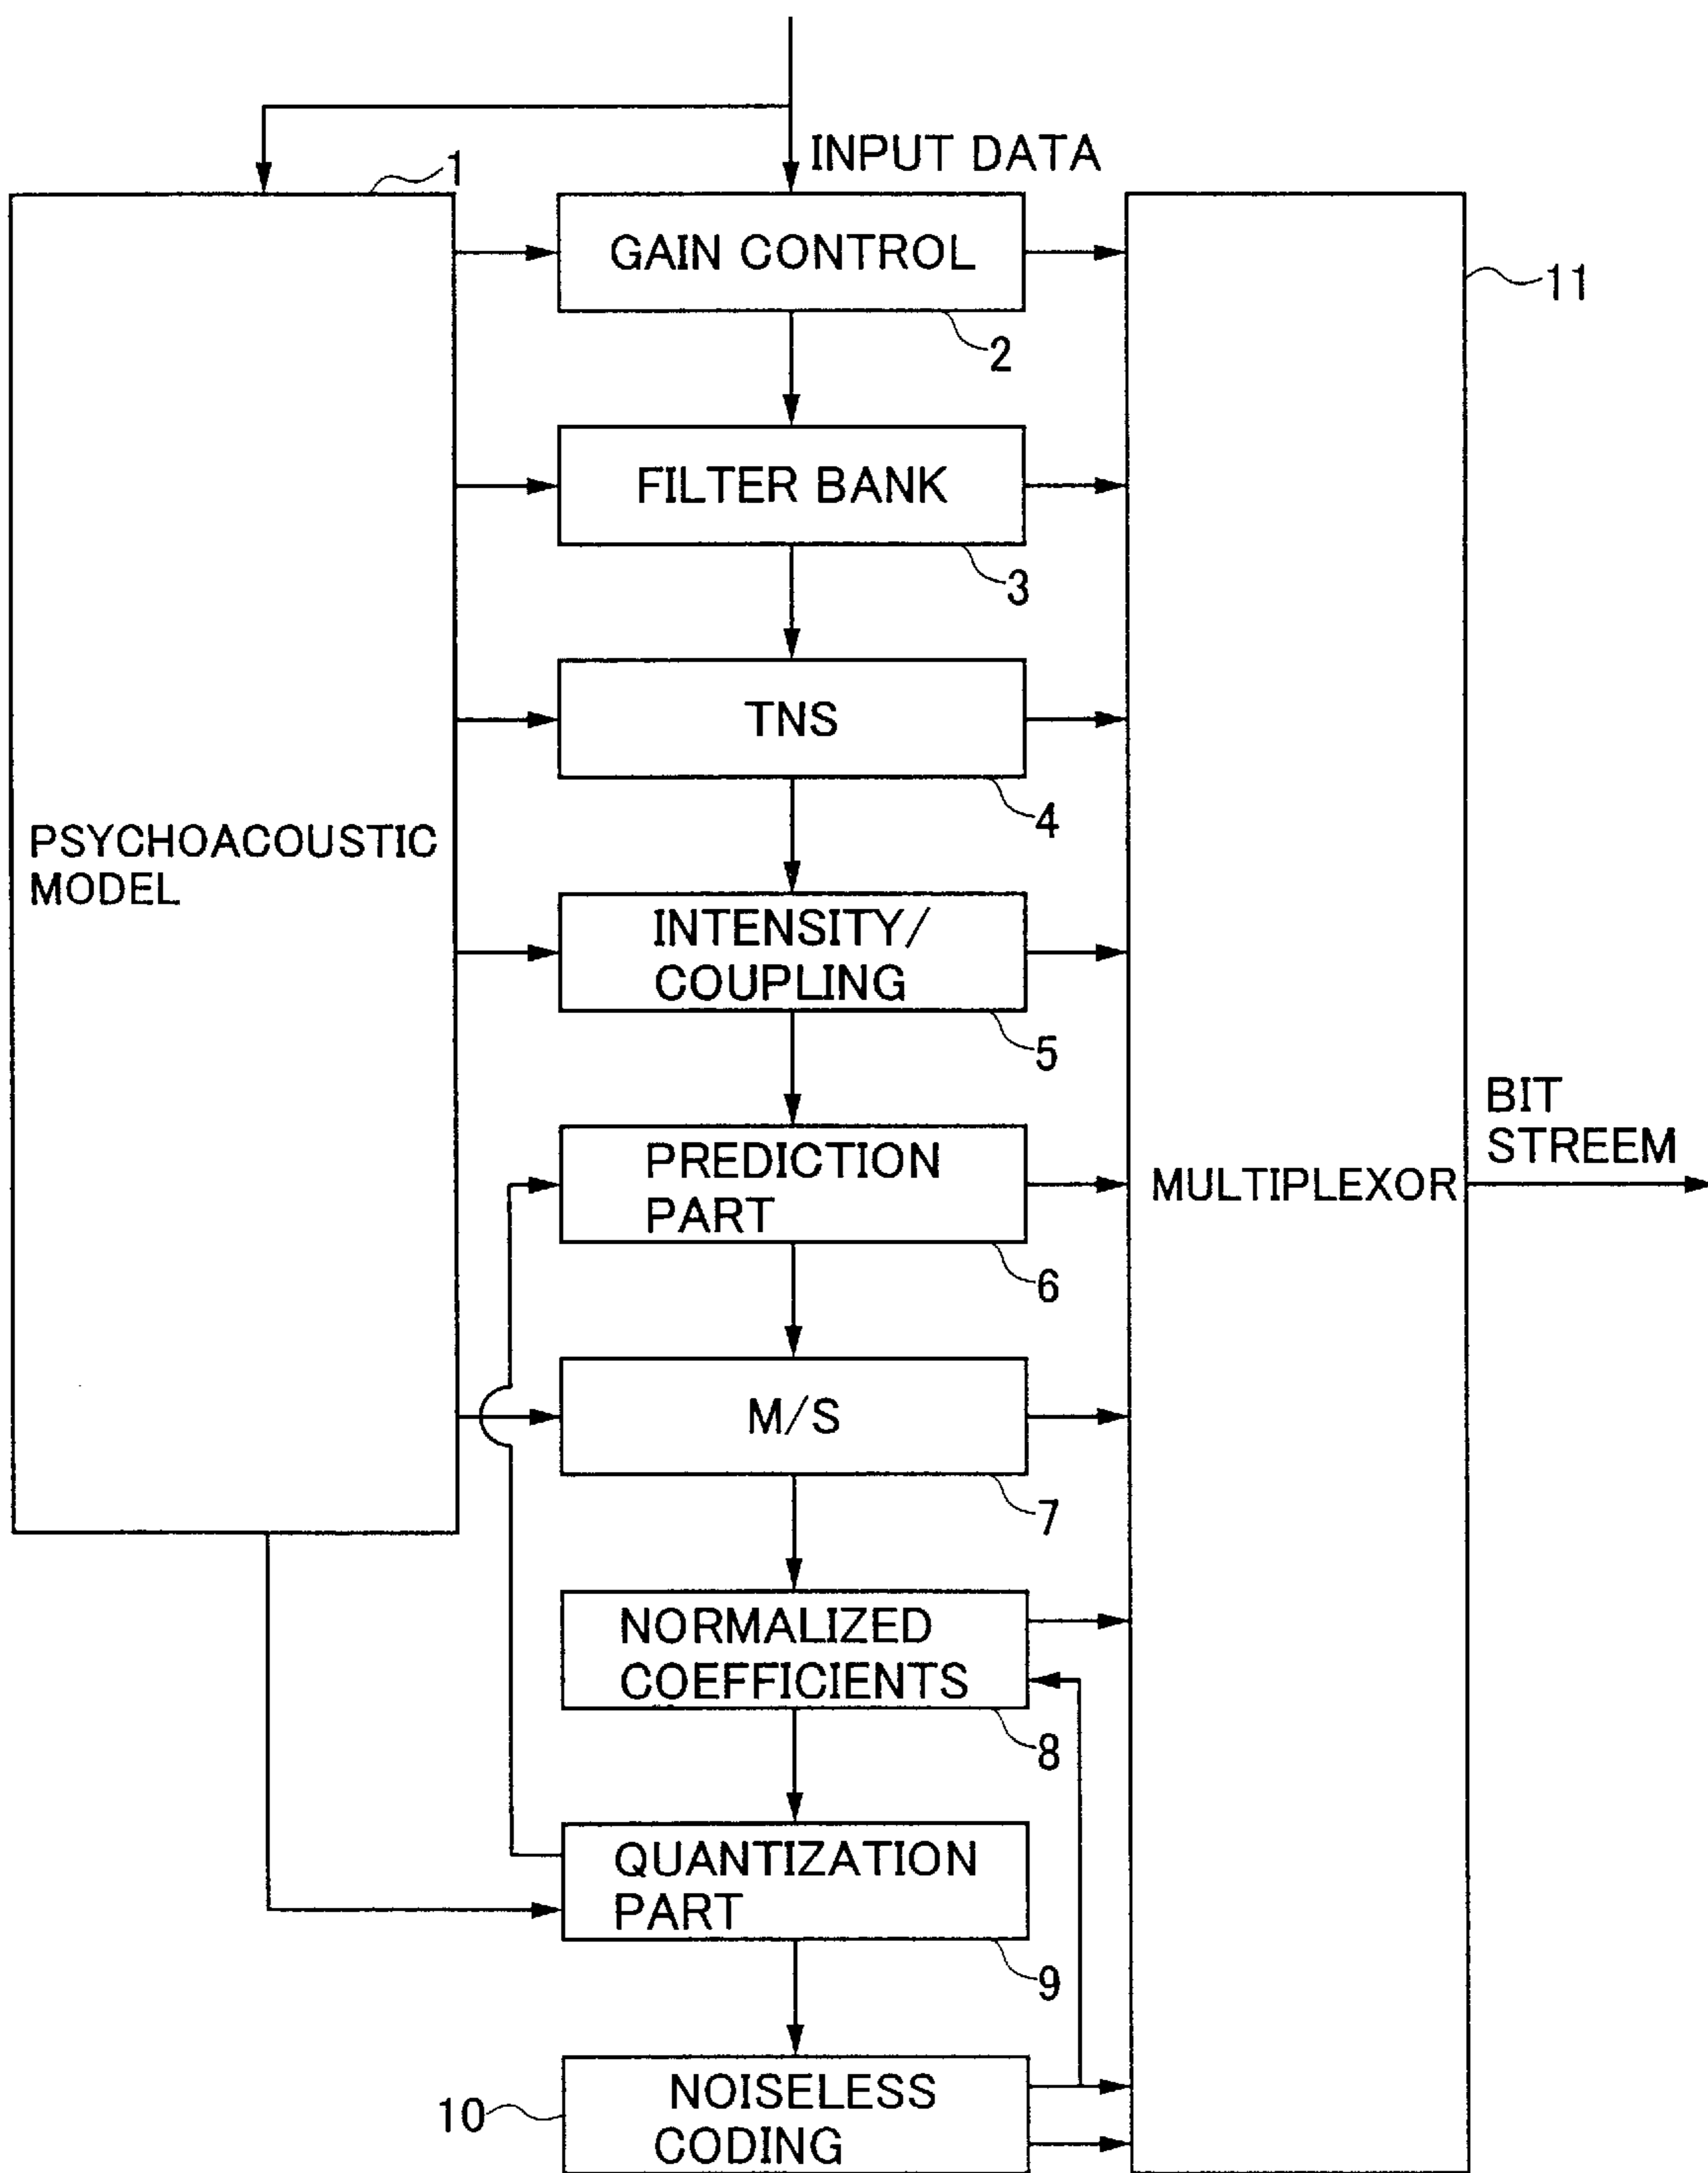 INPUT DATA
1
GAIN CONTROL
11
2
FILTER BANK
3
TNS
4
PSYCHOACOUSTIC
MODEL
INTENSITY/
COUPLING
5
BIT
STREEM
PREDICTION
PART
MULTIPLEXOR
6
M/S
7
NORMALIZED
COEFFICIENTS
8
QUANTIZATION
PART
9
NOISELESS
CODING
10